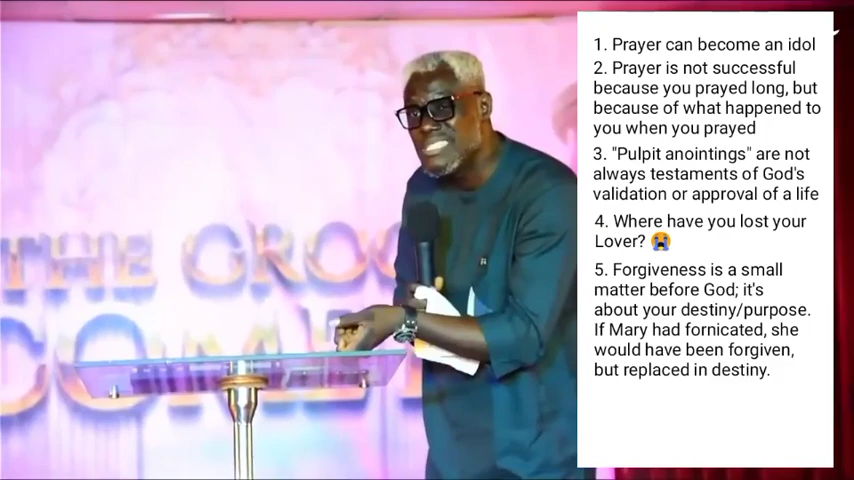 THE GROO
COME
1. Prayer can become an idol
2. Prayer is not successful
because you prayed long, but
because of what happened to
you when you prayed
3. "Pulpit anointings" are not
always testaments of God's
validation or approval of a life
4. Where have you lost your
Lover? 😭
5. Forgiveness is a small
matter before God; it's
about your destiny/purpose.
If Mary had fornicated, she
would have been forgiven,
but replaced in destiny.